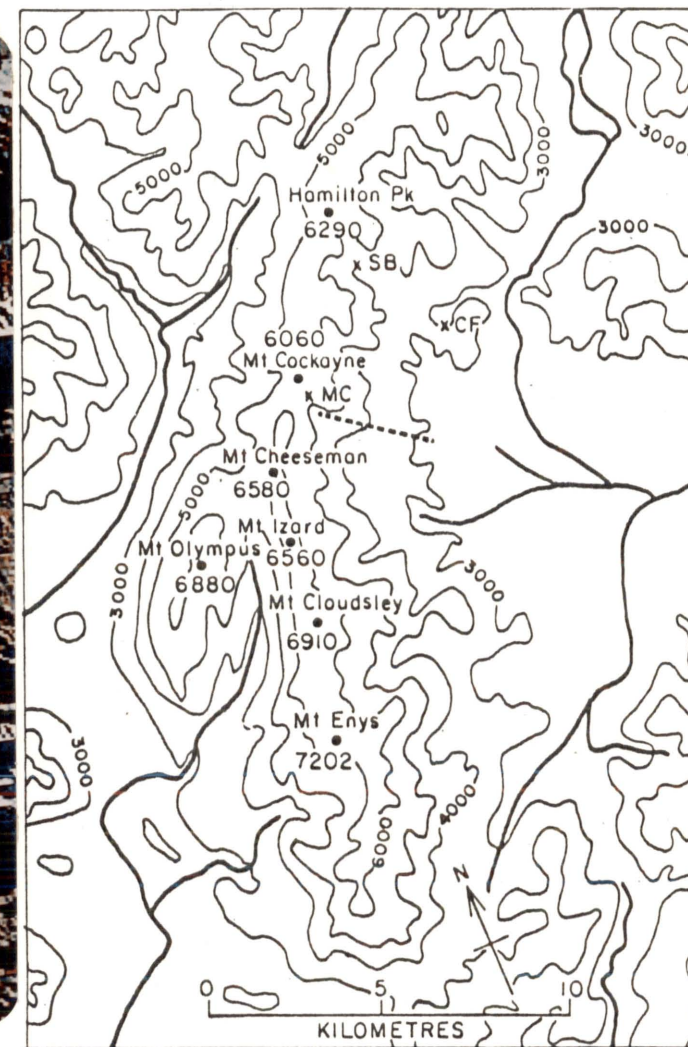 5000
3000
3000
5000
Hamilton Pk
6290
3000
x SB
x CF
6060
Mt Cockayne
x MC
Mt Cheeseman
5000
6580
Mt Izard
Mt Olympus
6560
6880
3000
3000
Mt Cloudsley
6910
Mt Enys
7202
3000
4000
6000
N
0 5 10
KILOMETRES